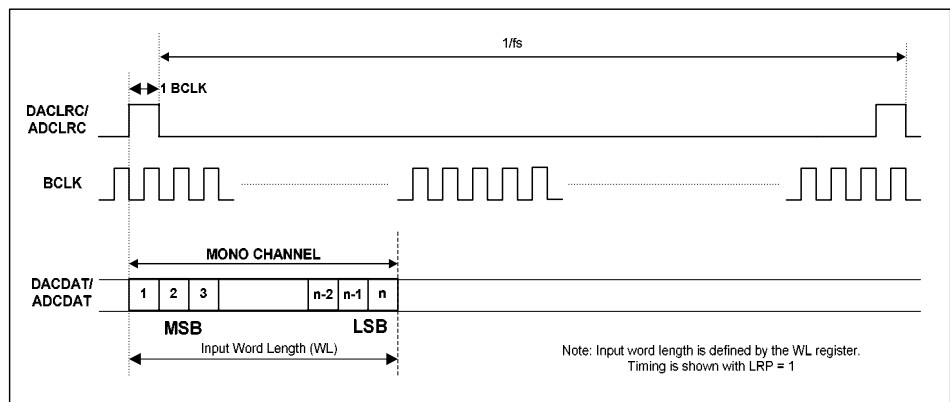 1/fs
1 BCLK
DACLRC/
ADCLRC
BCLK
MONO CHANNEL
DACDAT/
ADCDAT
1 2 3 n-2 n-1 n
MSB LSB
Input Word Length (WL)
Note: Input word length is defined by the WL register.
Timing is shown with LRP = 1